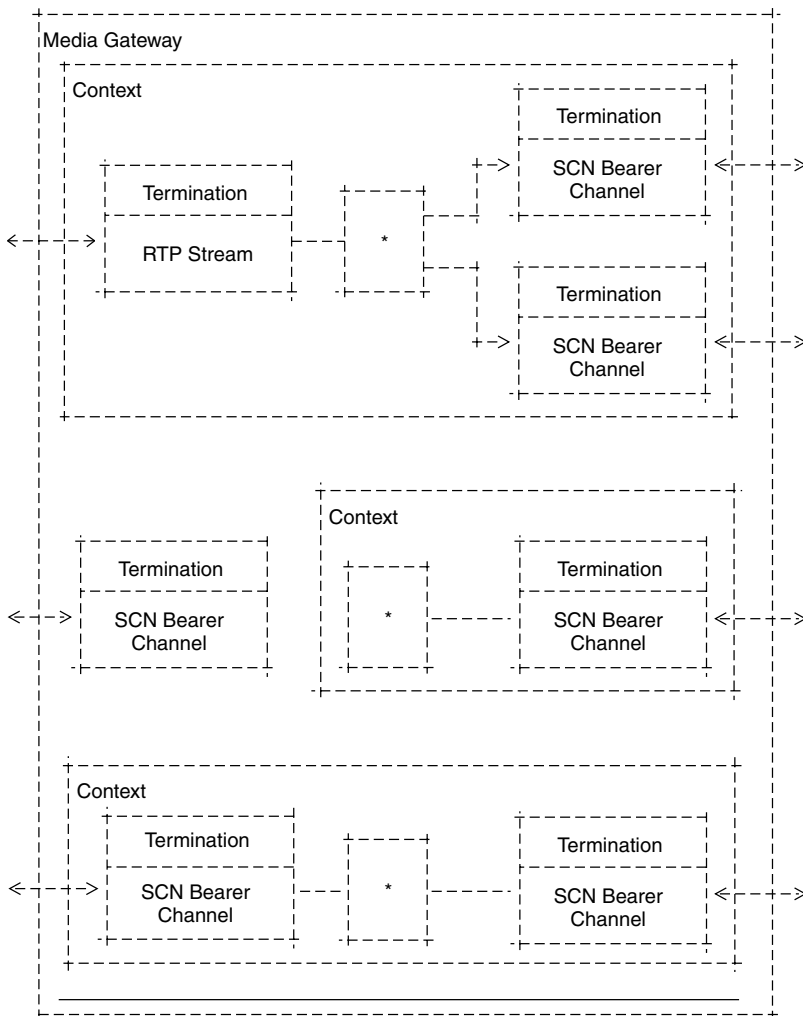 Media Gateway
Context
Termination
SCN Bearer
Channel
Termination
RTP Stream
*
Termination
SCN Bearer
Channel
Context
Termination
SCN Bearer
Channel
*
Termination
SCN Bearer
Channel
Context
Termination
SCN Bearer
Channel
*
Termination
SCN Bearer
Channel